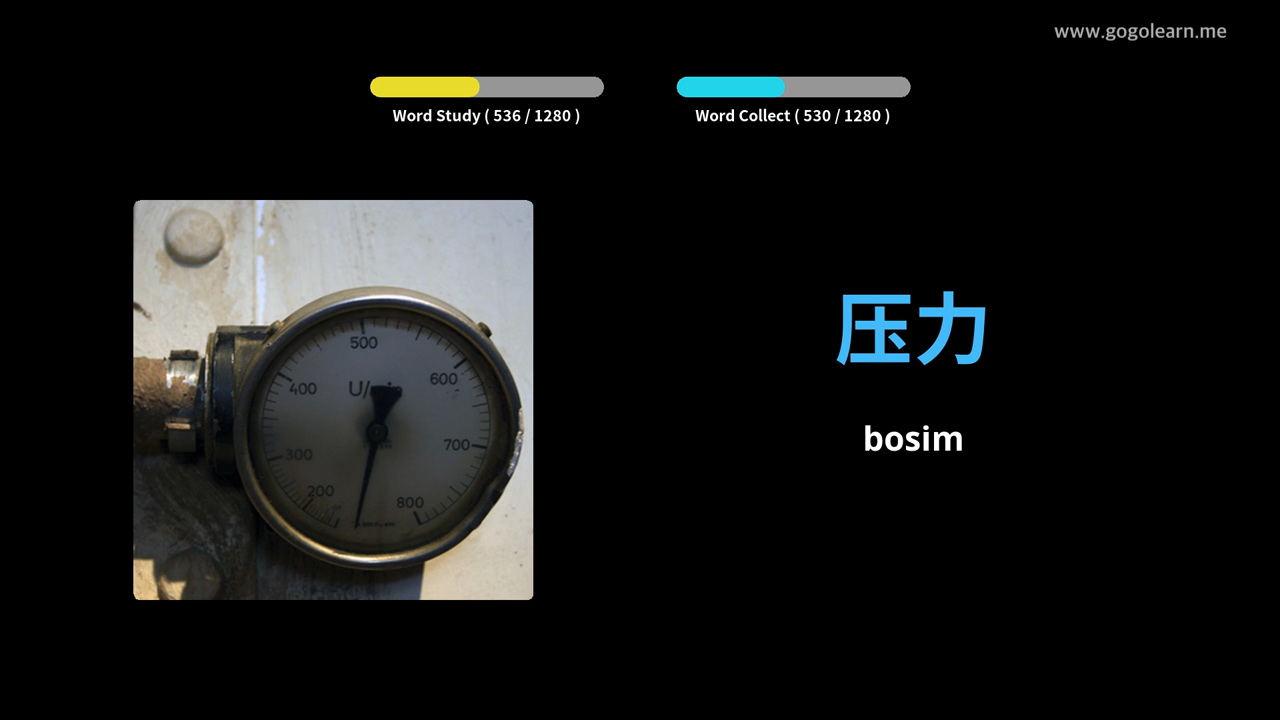 www.gogolearn.me
Word Study ( 536 / 1280 )
Word Collect ( 530 / 1280 )
500
400
600
U/
300
700
200
800
压力
bosim